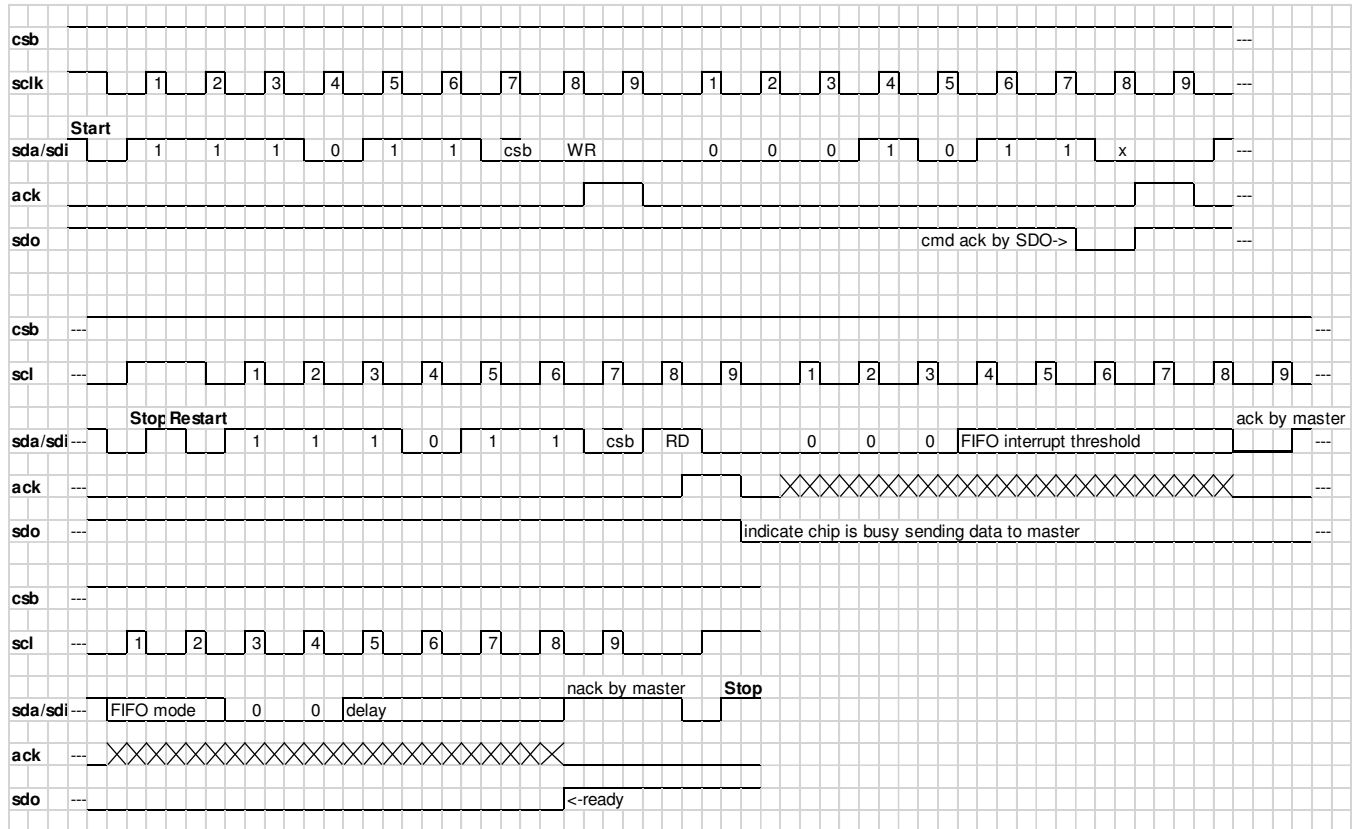 csb ---
sclk 1 2 3 4 5 6 7 8 9 1 2 3 4 5 6 7 8 9 ---
Start
sda/sdi 1 1 1 0 1 1 csb WR 0 0 0 1 0 1 1 x ---
ack ---
sdo cmd ack by SDO-> ---
csb --- ---
scl --- 1 2 3 4 5 6 7 8 9 1 2 3 4 5 6 7 8 9 ---
Stop Restart ack by master
sda/sdi --- 1 1 1 0 1 1 csb RD 0 0 0 FIFO interrupt threshold ---
ack --- ---
sdo --- indicate chip is busy sending data to master ---
csb ---
scl --- 1 2 3 4 5 6 7 8 9
nack by master Stop
sda/sdi --- FIFO mode 0 0 delay
ack ---
sdo --- <-ready